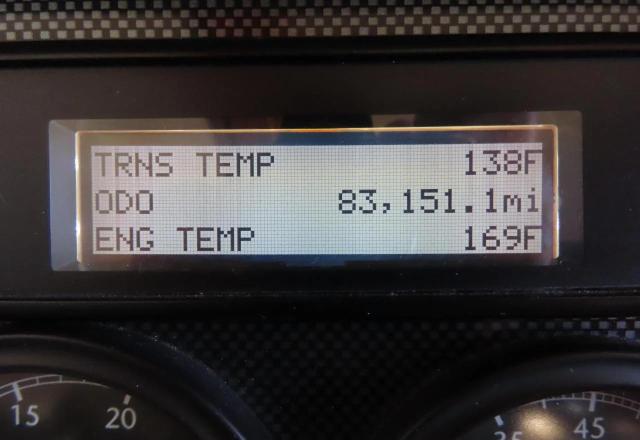 TRNS TEMP 138F
ODO 83,151.1mi
ENG TEMP 169F
15 20
45